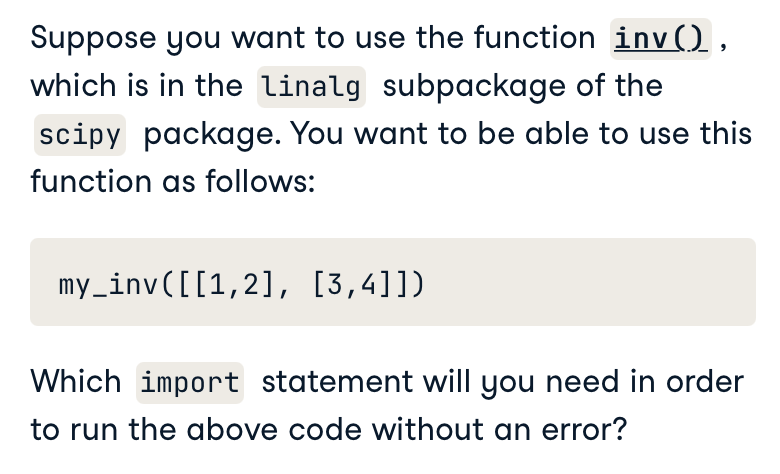 Suppose you want to use the function inv() ,
which is in the linalg subpackage of the
scipy package. You want to be able to use this
function as follows:
my_inv([[1,2], [3,4]])
Which import statement will you need in order
to run the above code without an error?